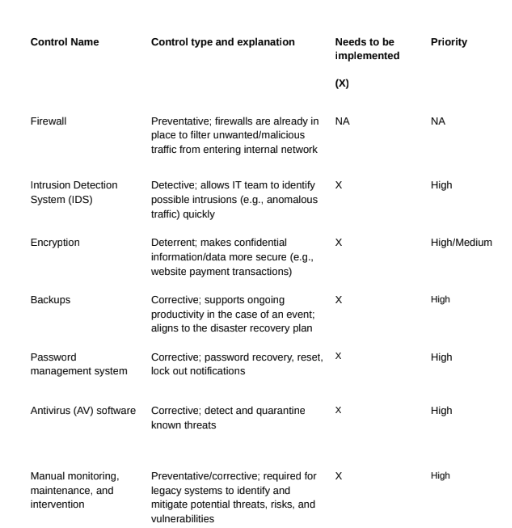 Control Name Control type and explanation Needs to be Priority
implemented
(X)
Firewall Preventative; firewalls are already in NA NA
place to filter unwanted/malicious
traffic from entering internal network
Intrusion Detection Detective; allows IT team to identify X High
System (IDS) possible intrusions (e.g., anomalous
traffic) quickly
Encryption Deterrent; makes confidential X High/Medium
information/data more secure (e.g.,
website payment transactions)
Backups Corrective; supports ongoing X High
productivity in the case of an event;
aligns to the disaster recovery plan
Password Corrective; password recovery, reset, X High
management system lock out notifications
Antivirus (AV) software Corrective; detect and quarantine X High
known threats
Manual monitoring, Preventative/corrective; required for X High
maintenance, and legacy systems to identify and
intervention mitigate potential threats, risks, and
vulnerabilities